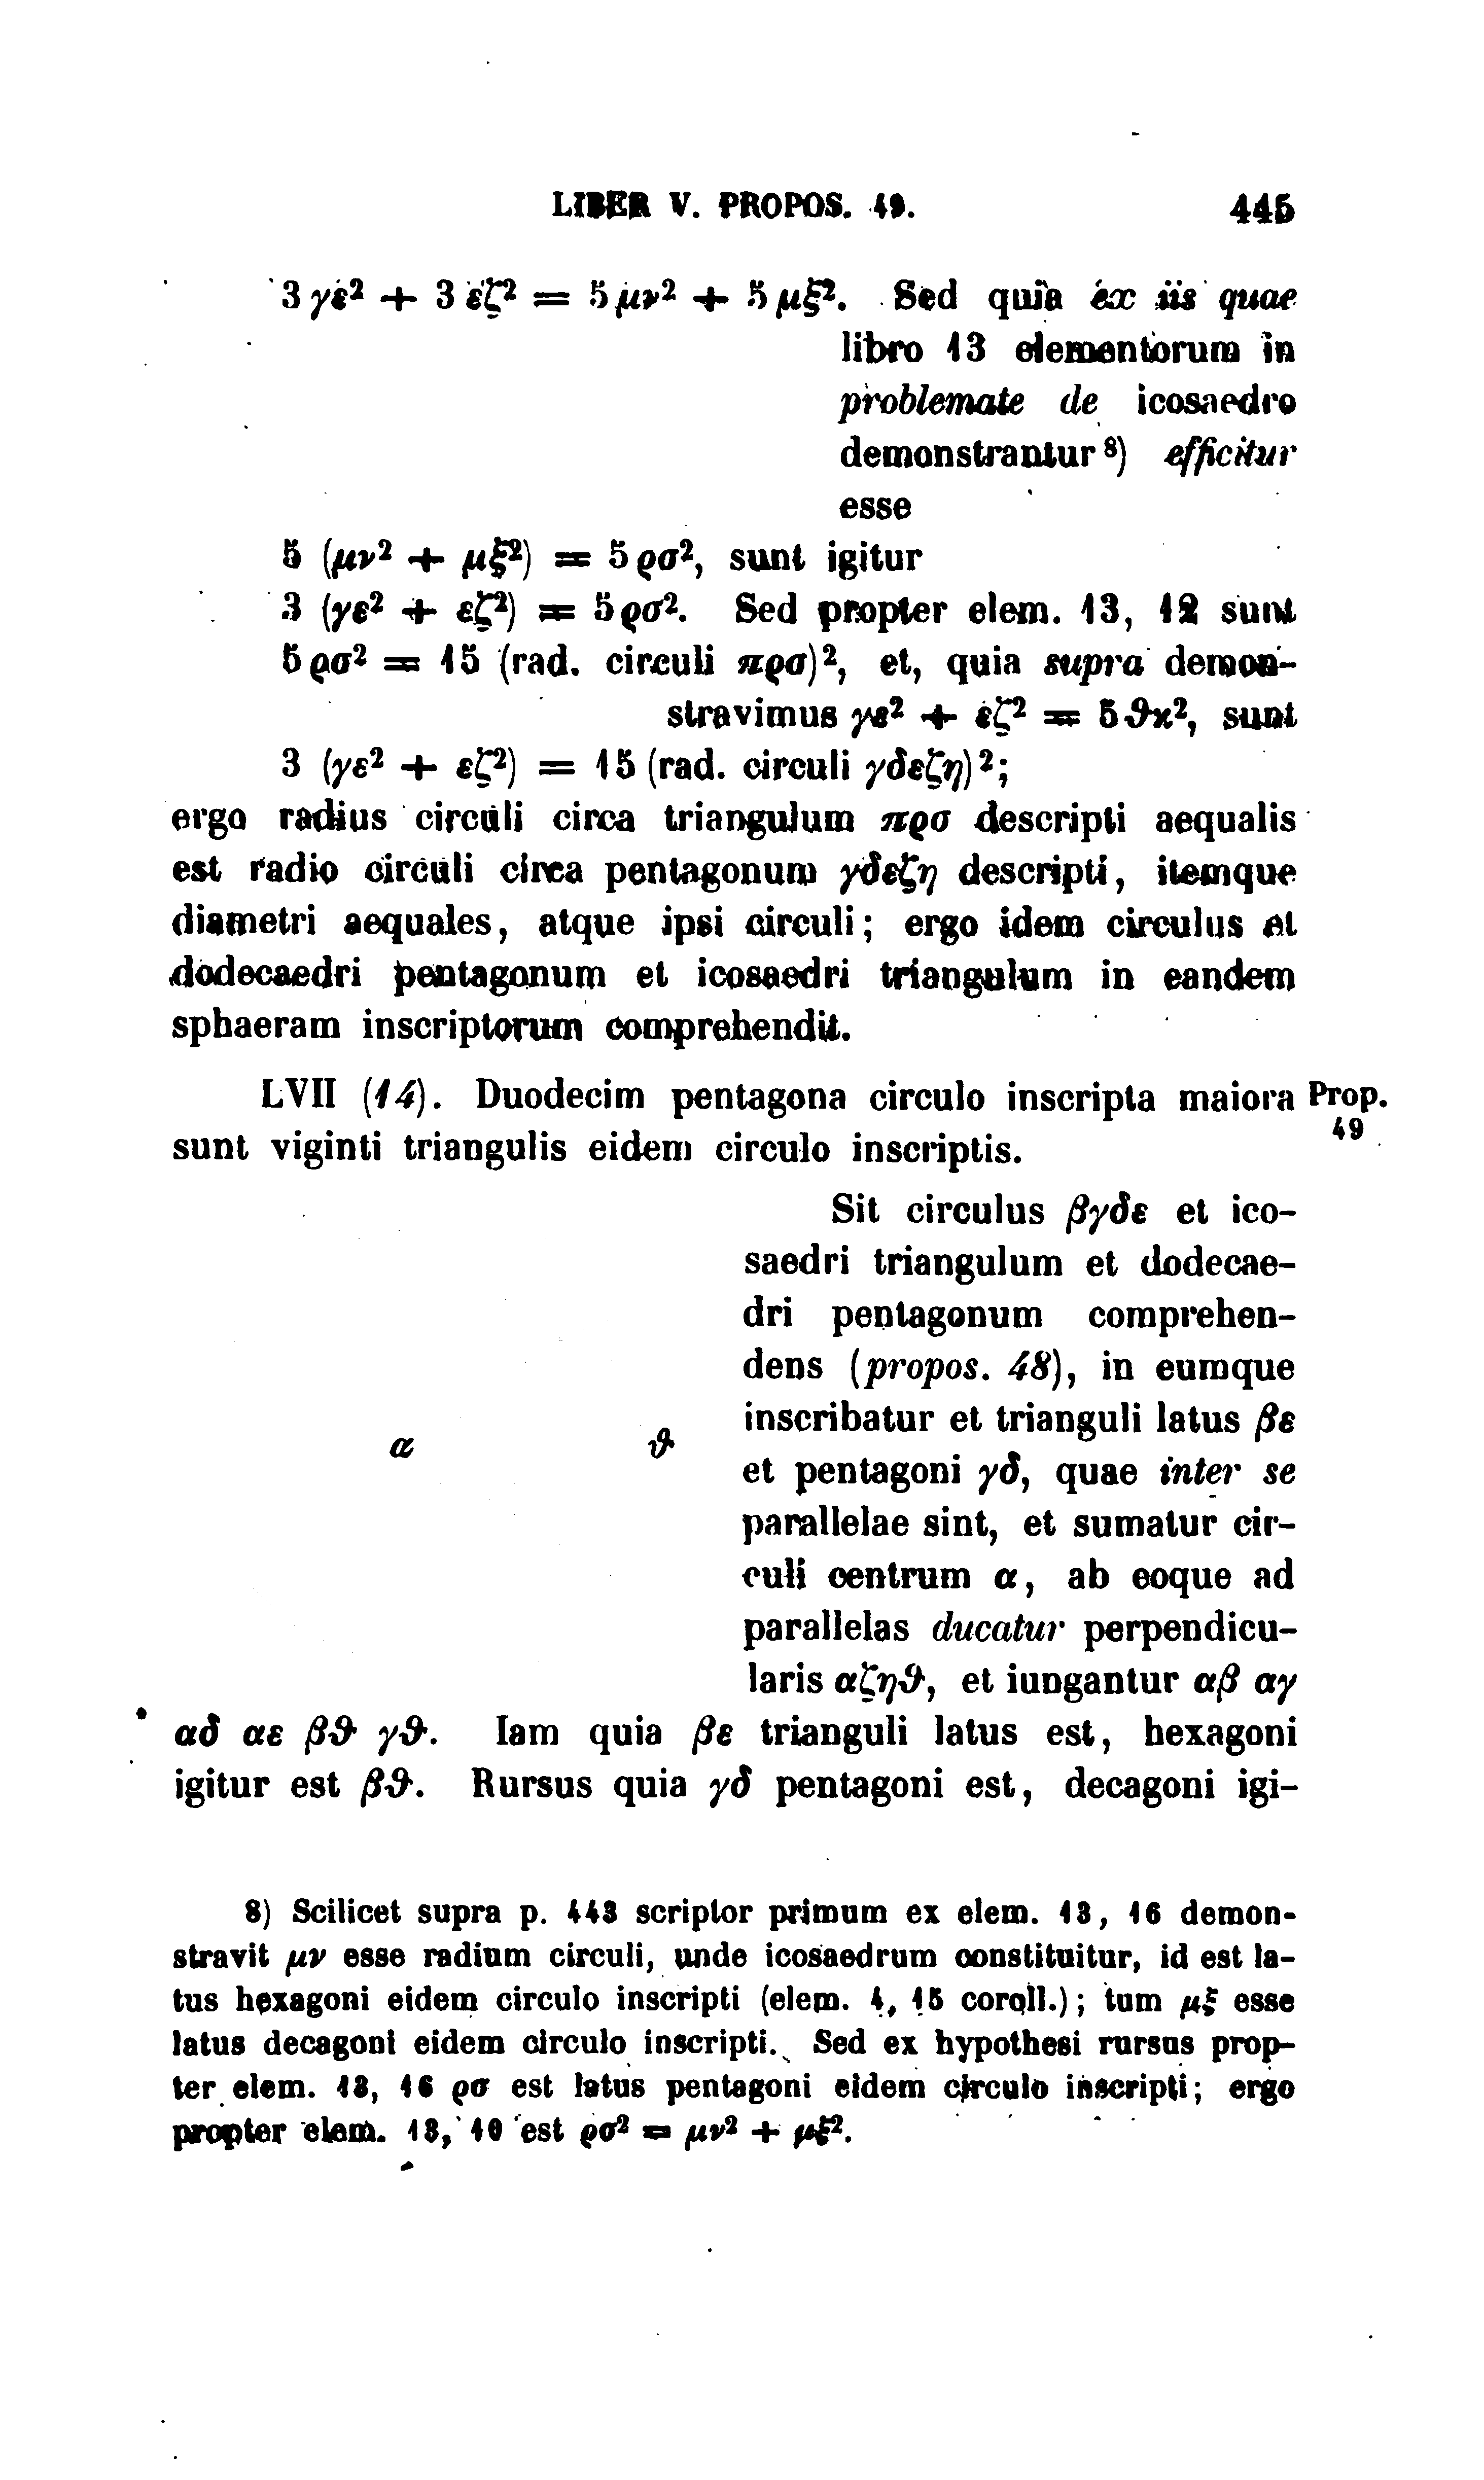 LIBER V. PROPOS. 49. 445
3 γε² + 3 εζ² = 5 μν² + 5 μξ². Sed quia ex iis quae
libro 13 elementorum in
problemate de icosaedro
demonstrantur ⁸) efficitur
esse
5 (μν² + μξ²) = 5 ρσ², sunt igitur
3 (γε² + εζ²) = 5 ρσ². Sed propter elem. 13, 12 sunt
5 ρσ² = 15 (rad. circuli πρσ)², et, quia supra demon-
stravimus γε² + εζ² = 5 ϑκ², sunt
3 (γε² + εζ²) = 15 (rad. circuli γδεζη)²;
ergo radius circuli circa triangulum πρσ descripti aequalis
est radio circuli circa pentagonum γδεζη descripti, itemque
diametri aequales, atque ipsi circuli; ergo idem circulus et
dodecaedri pentagonum et icosaedri triangulum in eandem
sphaeram inscriptorum comprehendit.
LVII (14). Duodecim pentagona circulo inscripta maiora Prop.
sunt viginti triangulis eidem circulo inscriptis. 49
Sit circulus βγδε et ico-
saedri triangulum et dodecae-
dri pentagonum comprehen-
dens (propos. 48), in eumque
inscribatur et trianguli latus βε
α ϑ
et pentagoni γδ, quae inter se
parallelae sint, et sumatur cir-
culi centrum α, ab eoque ad
parallelas ducatur perpendicu-
laris αζηϑ, et iungantur αβ αγ
αδ αε βϑ γϑ. Iam quia βε trianguli latus est, hexagoni
igitur est βϑ. Rursus quia γδ pentagoni est, decagoni igi-
8) Scilicet supra p. 443 scriptor primum ex elem. 13, 16 demon-
stravit μν esse radium circuli, unde icosaedrum constituitur, id est la-
tus hexagoni eidem circulo inscripti (elem. 4, 15 coroll.); tum μξ esse
latus decagoni eidem circulo inscripti. Sed ex hypothesi rursus prop-
ter elem. 13, 16 ρσ est latus pentagoni eidem circulo inscripti; ergo
propter elem. 13, 10 est ρσ² = μν² + μξ².